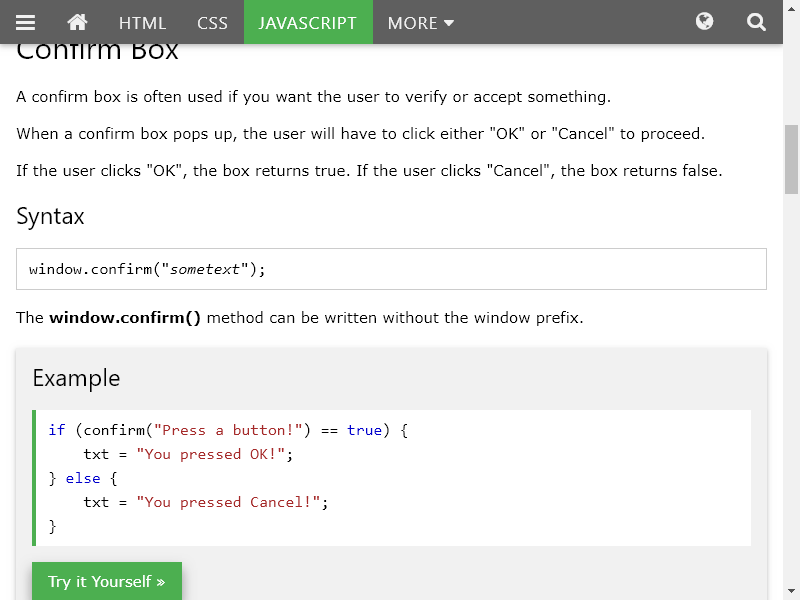 HTML CSS JAVASCRIPT MORE
Confirm Box
A confirm box is often used if you want the user to verify or accept something.
When a confirm box pops up, the user will have to click either "OK" or "Cancel" to proceed.
If the user clicks "OK", the box returns true. If the user clicks "Cancel", the box returns false.
Syntax
window.confirm("sometext");
The window.confirm() method can be written without the window prefix.
Example
if (confirm("Press a button!") == true) {
    txt = "You pressed OK!";
} else {
    txt = "You pressed Cancel!";
}
Try it Yourself »